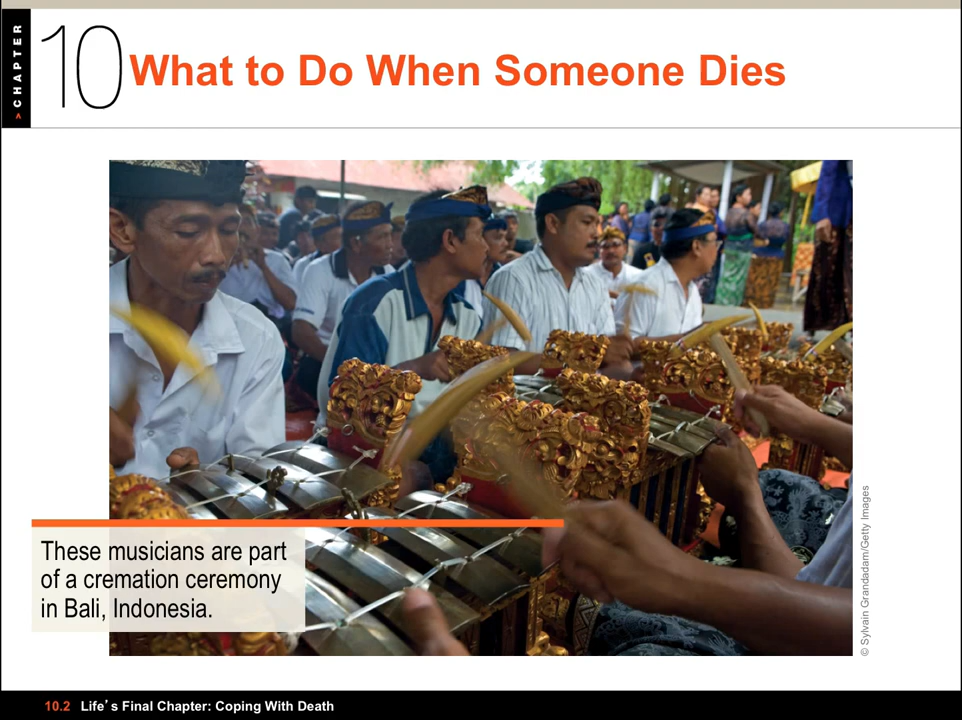 > CHAPTER
10
What to Do When Someone Dies
These musicians are part
of a cremation ceremony
in Bali, Indonesia.
© Sylvain Grandadam/Getty Images
10.2 Life's Final Chapter: Coping With Death